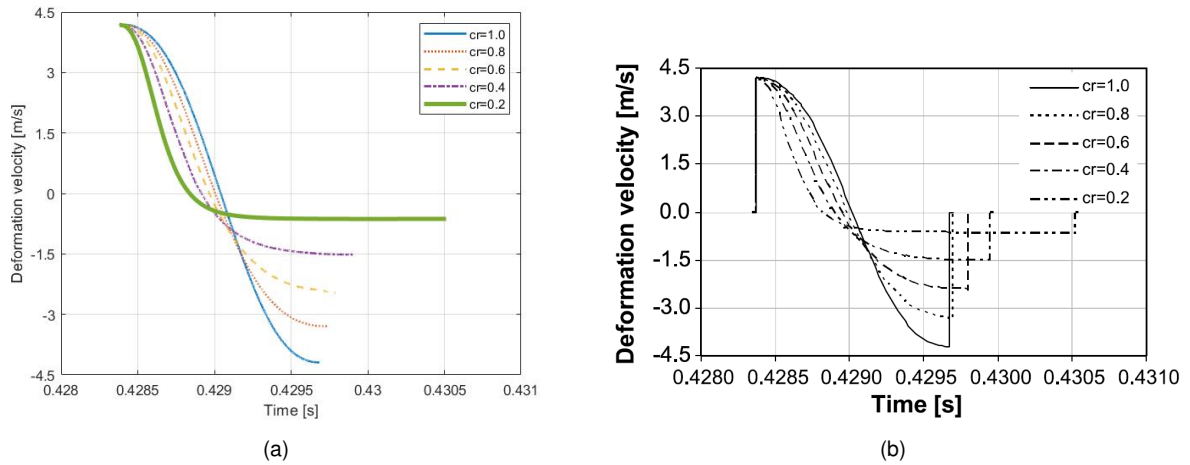 4.5
3
1.5
0
-1.5
-3
-4.5
Deformation velocity [m/s]
0.428
0.4285
0.429
0.4295
0.43
0.4305
0.431
Time [s]
cr=1.0
cr=0.8
cr=0.6
cr=0.4
cr=0.2
(a)
4.5
3.0
1.5
0.0
-1.5
-3.0
-4.5
Deformation velocity [m/s]
0.4280
0.4285
0.4290
0.4295
0.4300
0.4305
0.4310
Time [s]
cr=1.0
cr=0.8
cr=0.6
cr=0.4
cr=0.2
(b)